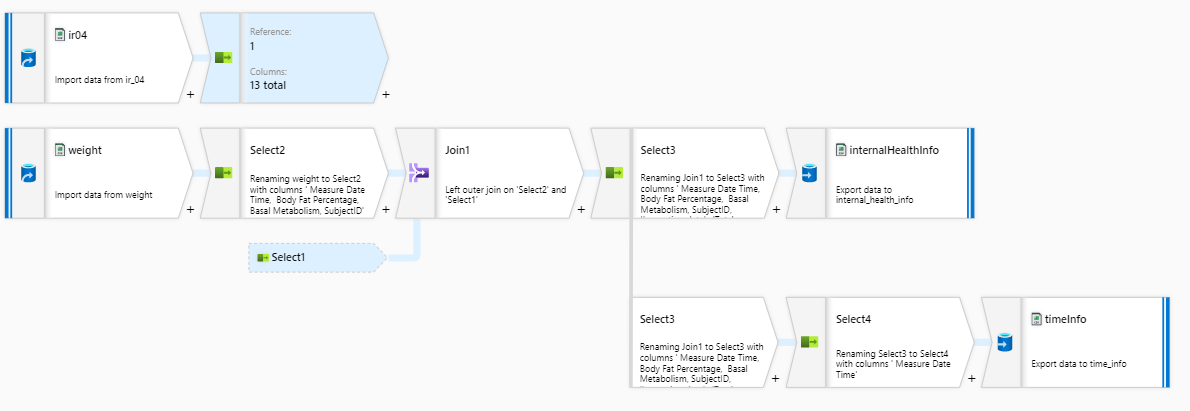 ir04
Import data from ir_04
+
Reference:
1
Columns:
13 total
+
weight
Import data from weight
+
Select2
Renaming weight to Select2
with columns ' Measure Date
Time, Body Fat Percentage,
Basal Metabolism, SubjectID'
+
Join1
Left outer join on 'Select2' and
'Select1'
+
Select3
Renaming Join1 to Select3 with
columns ' Measure Date Time,
Body Fat Percentage, Basal
Metabolism, SubjectID,
+
internalHealthInfo
Export data to
internal_health_info
Select1
Select3
Renaming Join1 to Select3 with
columns ' Measure Date Time,
Body Fat Percentage, Basal
Metabolism, SubjectID,
+
Select4
Renaming Select3 to Select4
with columns ' Measure Date
Time'
+
timeInfo
Export data to time_info